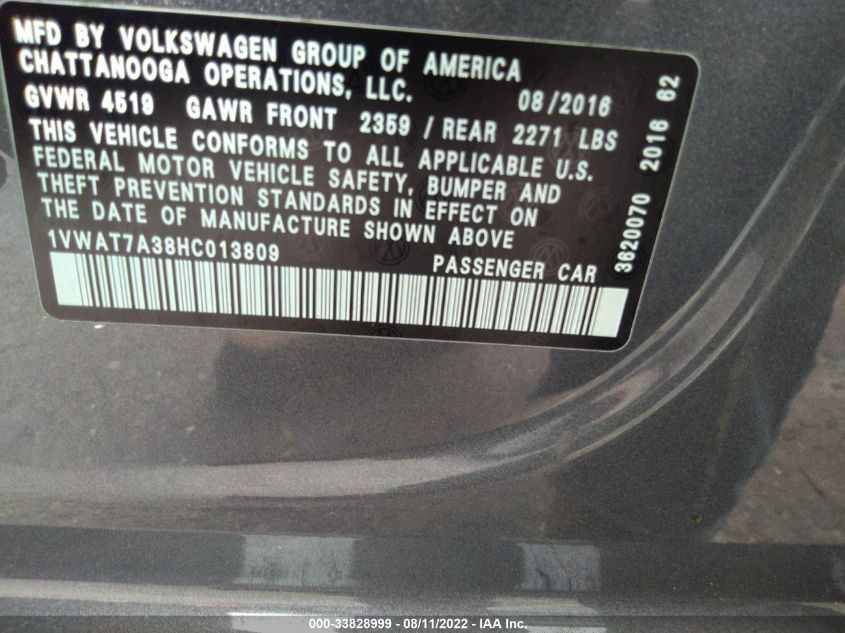 MFD BY VOLKSWAGEN GROUP OF AMERICA
CHATTANOOGA OPERATIONS, LLC.
08/2016
GVWR 4519 GAWR FRONT 2359 / REAR 2271 LBS
THIS VEHICLE CONFORMS TO ALL APPLICABLE U.S.
FEDERAL MOTOR VEHICLE SAFETY, BUMPER AND
THEFT PREVENTION STANDARDS IN EFFECT ON
THE DATE OF MANUFACTURE SHOWN ABOVE
1VWAT7A38HC013809
PASSENGER CAR
3620070 2016 62
000-33828999 - 08/11/2022 - IAA Inc.